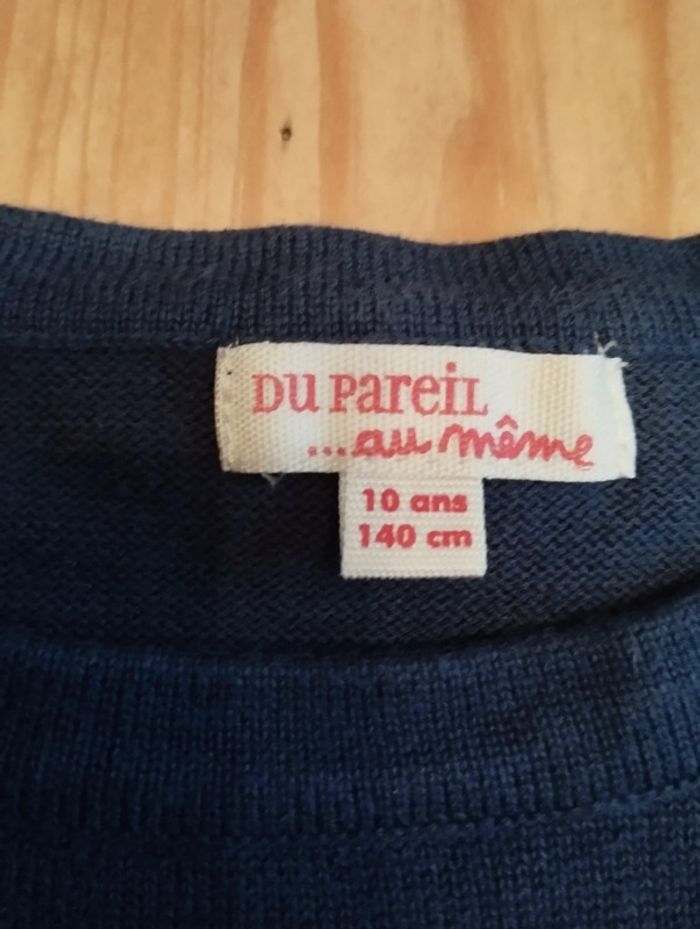 Du Pareil
...au même
10 ans
140 cm